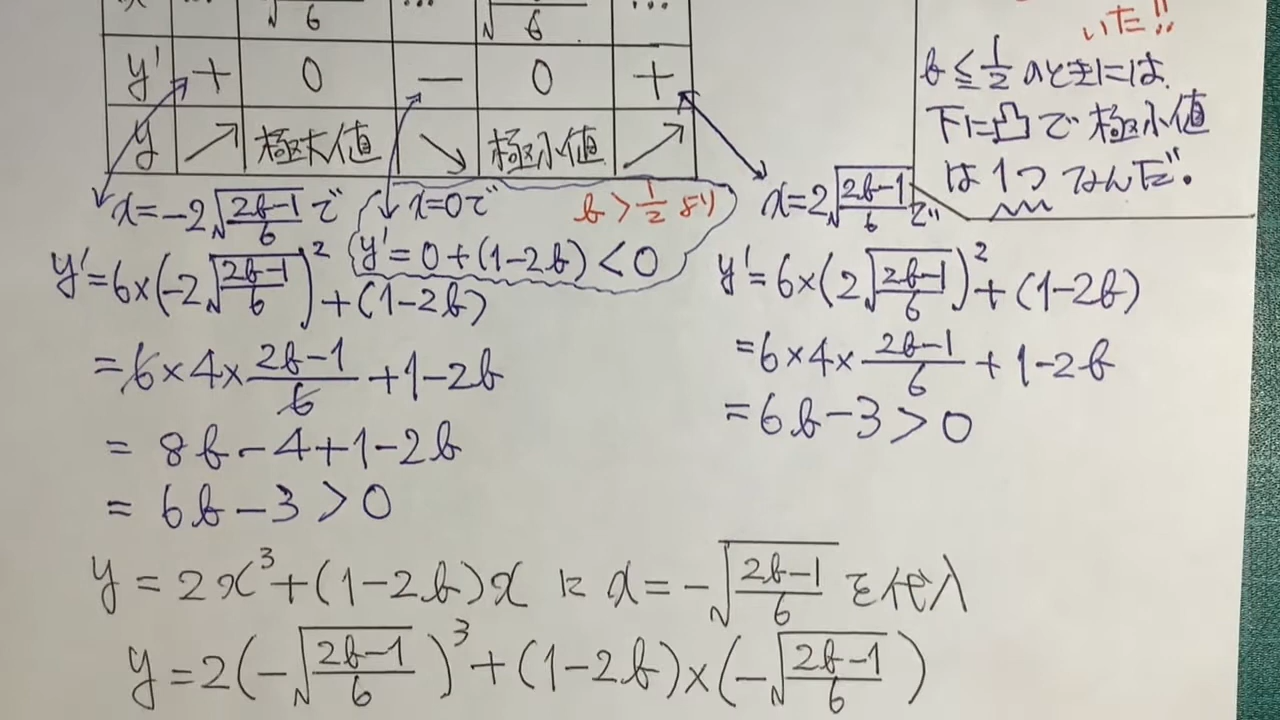 x … √6 … √6 …
いた!!
y' + 0 − 0 +
y ↗ 極大値 ↘ 極小値 ↗
b ≦ 1/2 のときには
下に凸で極小値
は1つなんだ。
x=-2√((2b-1)/6) で
x=0で b > 1/2 より
y'=0+(1-2b)<0
x=2√((2b-1)/6) で
y'=6×(-2√((2b-1)/6))²+(1-2b)
=6×4×(2b-1)/6+1-2b
=8b-4+1-2b
=6b-3>0
y'=6×(2√((2b-1)/6))²+(1-2b)
=6×4×(2b-1)/6+1-2b
=6b-3>0
y=2x³+(1-2b)x に x=-√((2b-1)/6) を代入
y=2(-√((2b-1)/6))³+(1-2b)×(-√((2b-1)/6))